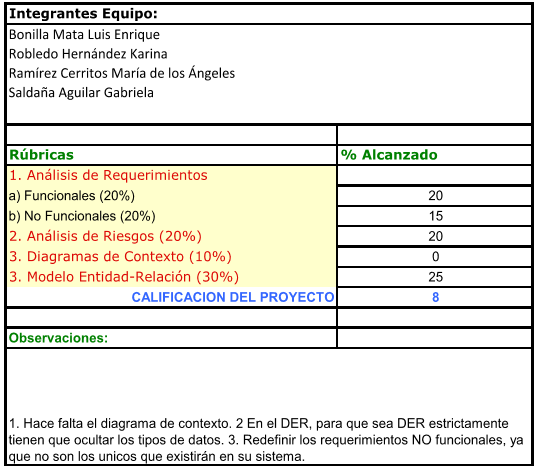 Integrantes Equipo:
Bonilla Mata Luis Enrique
Robledo Hernández Karina
Ramírez Cerritos María de los Ángeles
Saldaña Aguilar Gabriela
Rúbricas % Alcanzado
1. Análisis de Requerimientos
a) Funcionales (20%) 20
b) No Funcionales (20%) 15
2. Análisis de Riesgos (20%) 20
3. Diagramas de Contexto (10%) 0
3. Modelo Entidad-Relación (30%) 25
CALIFICACION DEL PROYECTO 8
Observaciones:
1. Hace falta el diagrama de contexto. 2 En el DER, para que sea DER estrictamente
tienen que ocultar los tipos de datos. 3. Redefinir los requerimientos NO funcionales, ya
que no son los unicos que existirán en su sistema.